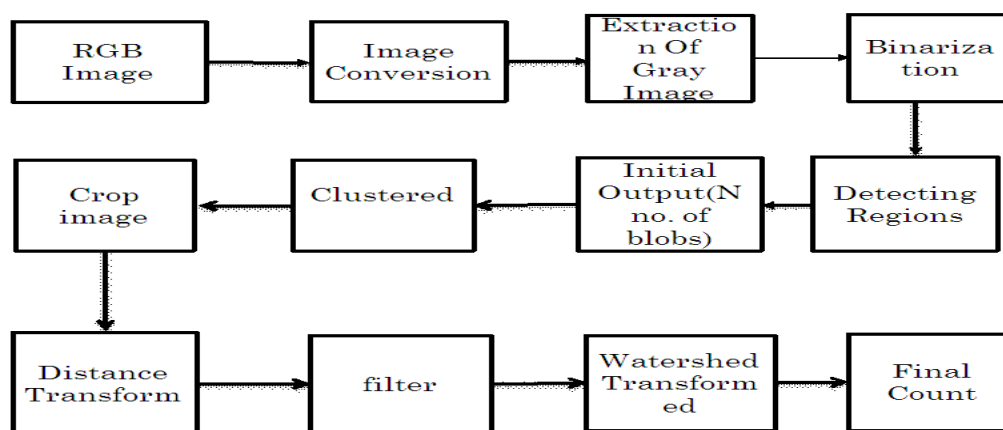 RGB
Image
Image
Conversion
Extractio
n Of
Gray
Image
Binariza
tion
Detecting
Regions
Initial
Output(N
no. of
blobs)
Clustered
Crop
image
Distance
Transform
filter
Watershed
Transform
ed
Final
Count